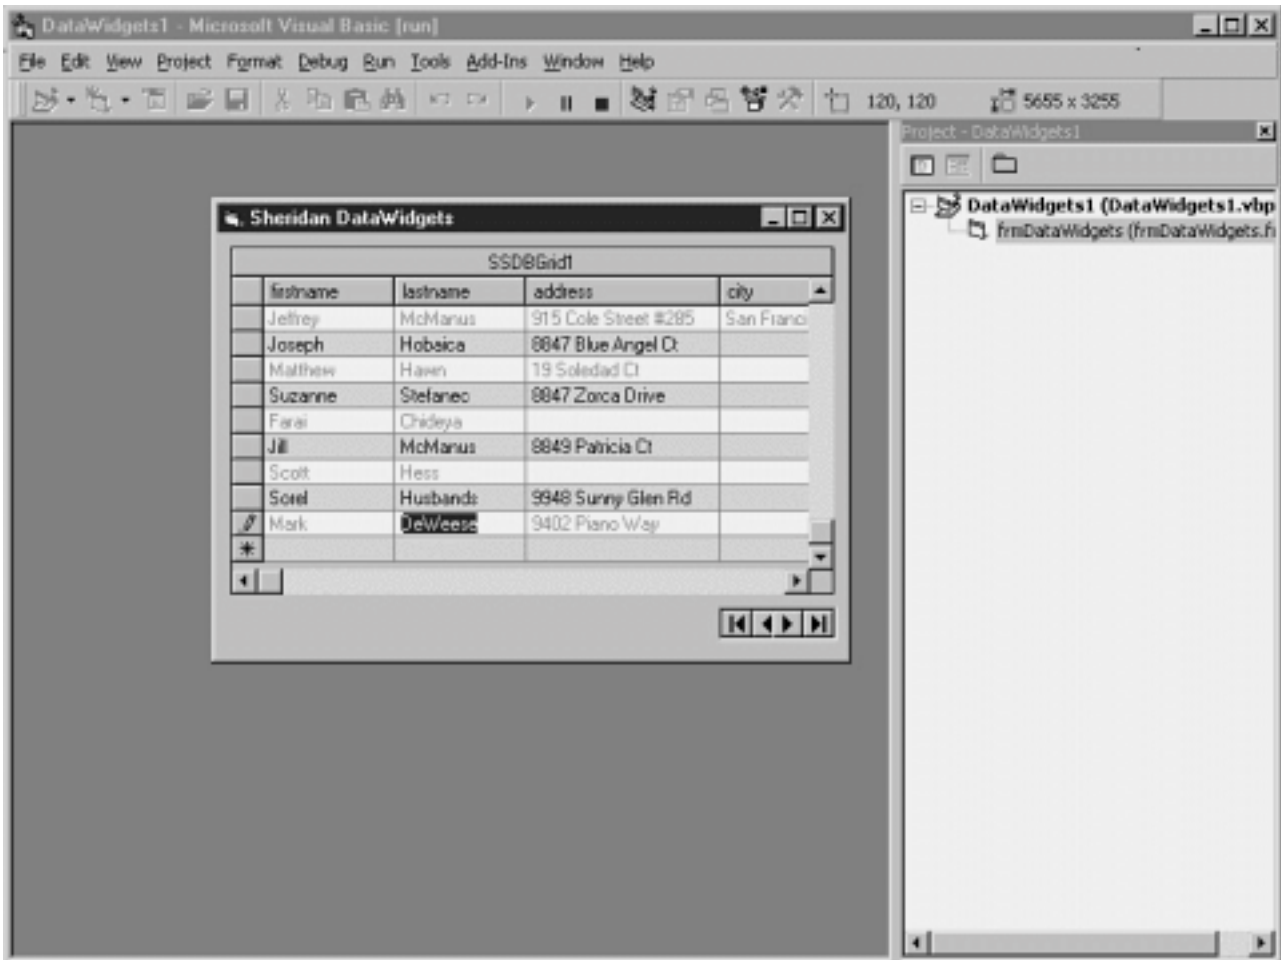 DataWidgets1 - Microsoft Visual Basic [run]
File Edit View Project Format Debug Run Tools Add-Ins Window Help
120, 120 5655 x 3255
Project - DataWidgets1
DataWidgets1 (DataWidgets1.vbp
frmDataWidgets (frmDataWidgets.fr
Sheridan DataWidgets
SSDBGrid1
firstname lastname address city
Jeffrey McManus 915 Cole Street #285 San Franci
Joseph Hobaica 8847 Blue Angel Ct
Matthew Hawn 19 Soledad Ct
Suzanne Stefanec 8847 Zorca Drive
Farai Chideya
Jill McManus 8849 Patricia Ct
Scott Hess
Sorel Husbands 9948 Sunny Glen Rd
Mark DeWeese 9402 Piano Way